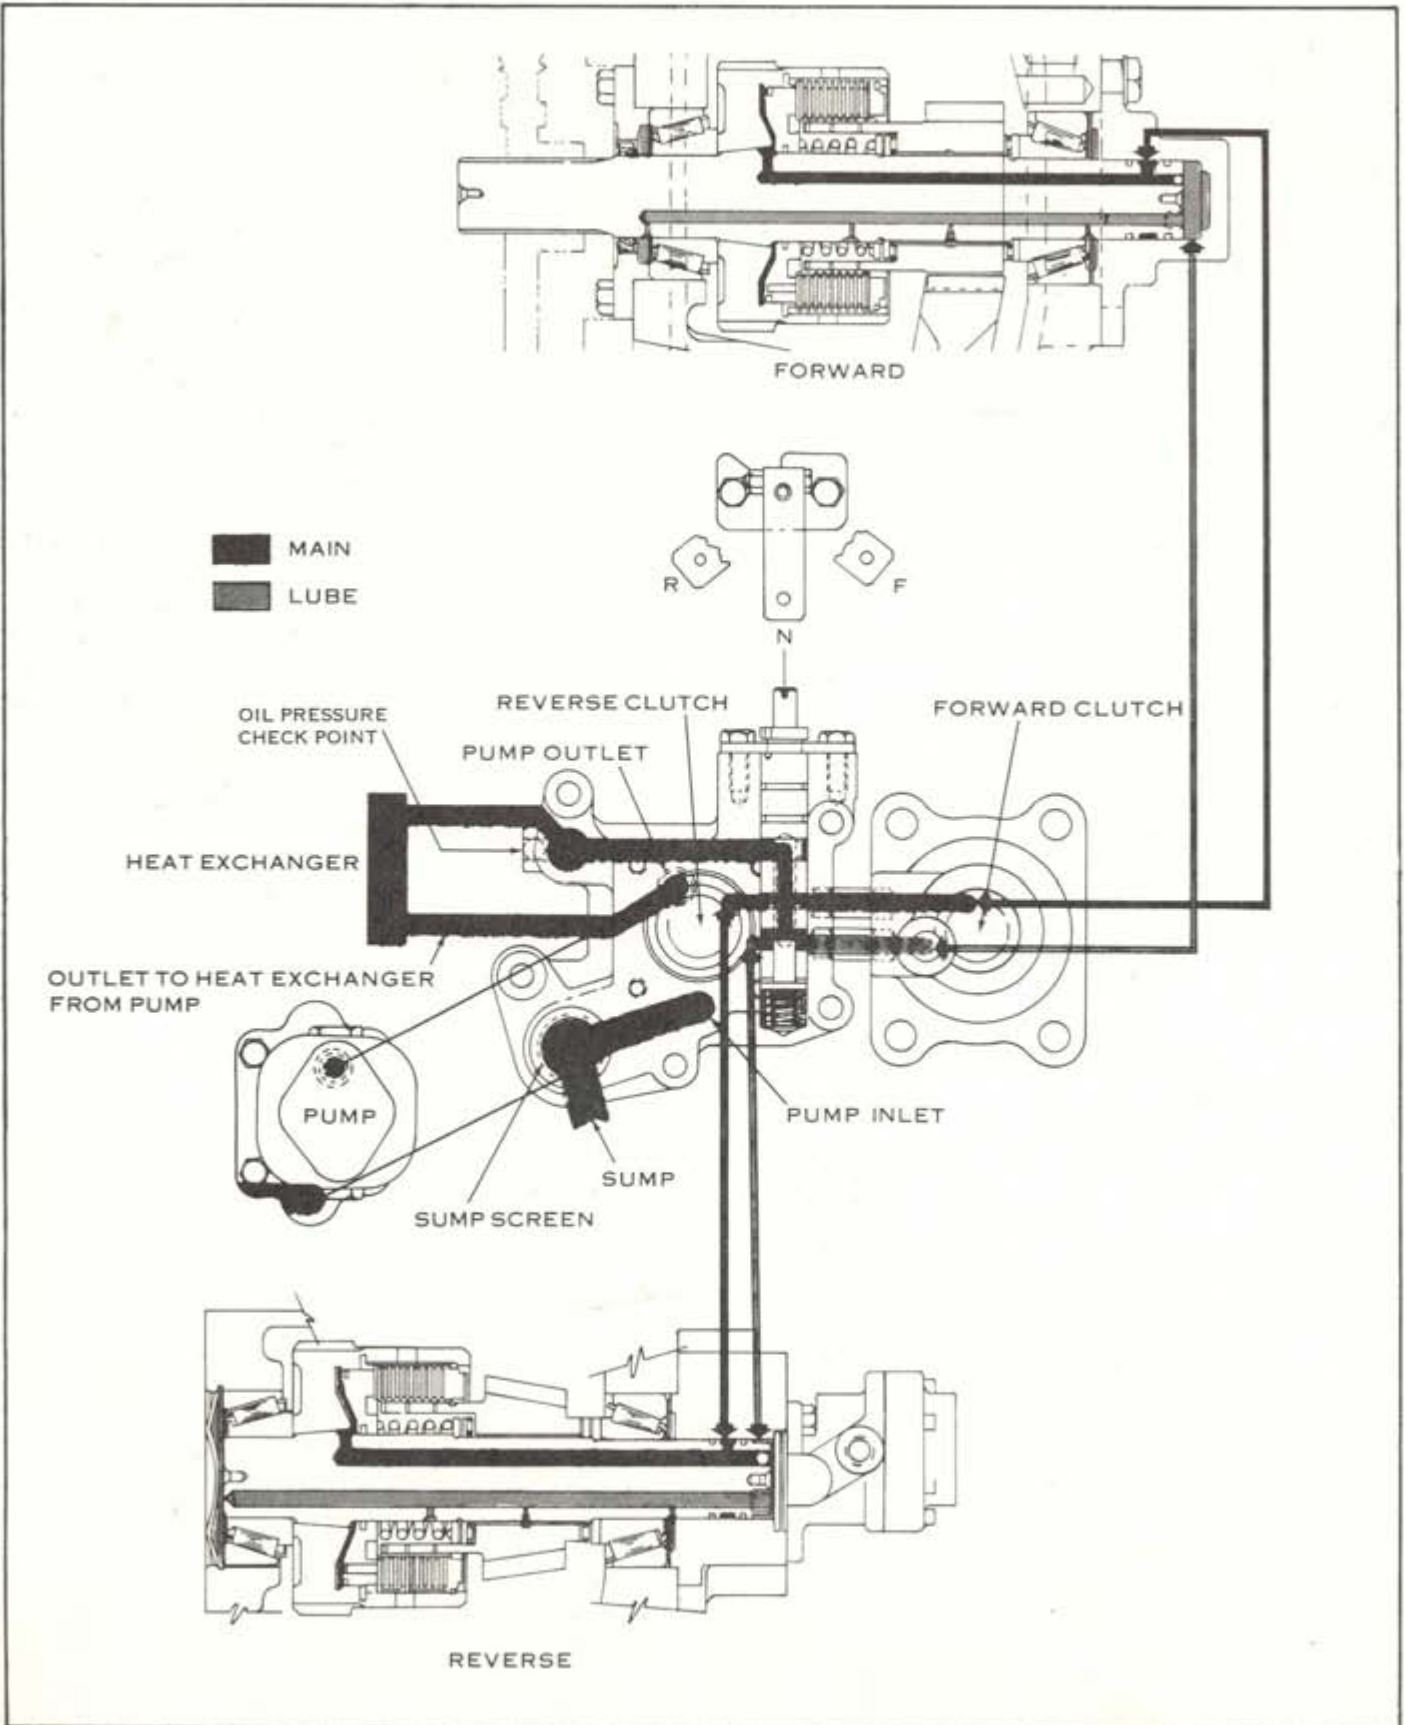 FORWARD
MAIN
LUBE
R
F
N
OIL PRESSURE
CHECK POINT
REVERSE CLUTCH
FORWARD CLUTCH
PUMP OUTLET
HEAT EXCHANGER
OUTLET TO HEAT EXCHANGER
FROM PUMP
PUMP
PUMP INLET
SUMP
SUMP SCREEN
REVERSE